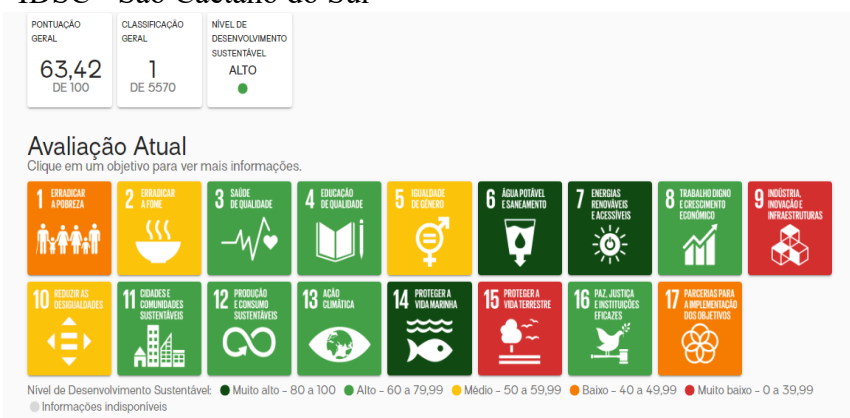 IDSC - São Caetano do Sul
PONTUAÇÃO
GERAL
63,42
DE 100
CLASSIFICAÇÃO
GERAL
1
DE 5570
NÍVEL DE
DESENVOLVIMENTO
SUSTENTÁVEL
ALTO
Avaliação Atual
Clique em um objetivo para ver mais informações.
1 ERRADICAR
A POBREZA
2 ERRADICAR
A FOME
3 SAÚDE
DE QUALIDADE
4 EDUCAÇÃO
DE QUALIDADE
5 IGUALDADE
DE GÉNERO
6 ÁGUA POTÁVEL
E SANEAMENTO
7 ENERGIAS
RENOVÁVEIS
E ACESSÍVEIS
8 TRABALHO DIGNO
E CRESCIMENTO
ECONÓMICO
9 INDÚSTRIA,
INOVAÇÃO E
INFRAESTRUTURAS
10 REDUZIR AS
DESIGUALDADES
11 CIDADES E
COMUNIDADES
SUSTENTÁVEIS
12 PRODUÇÃO
E CONSUMO
SUSTENTÁVEIS
13 AÇÃO
CLIMÁTICA
14 PROTEGER A
VIDA MARINHA
15 PROTEGER A
VIDA TERRESTRE
16 PAZ, JUSTIÇA
E INSTITUIÇÕES
EFICAZES
17 PARCERIAS PARA
A IMPLEMENTAÇÃO
DOS OBJETIVOS
Nível de Desenvolvimento Sustentável: Muito alto - 80 a 100 Alto - 60 a 79,99 Médio - 50 a 59,99 Baixo - 40 a 49,99 Muito baixo - 0 a 39,99
Informações indisponíveis